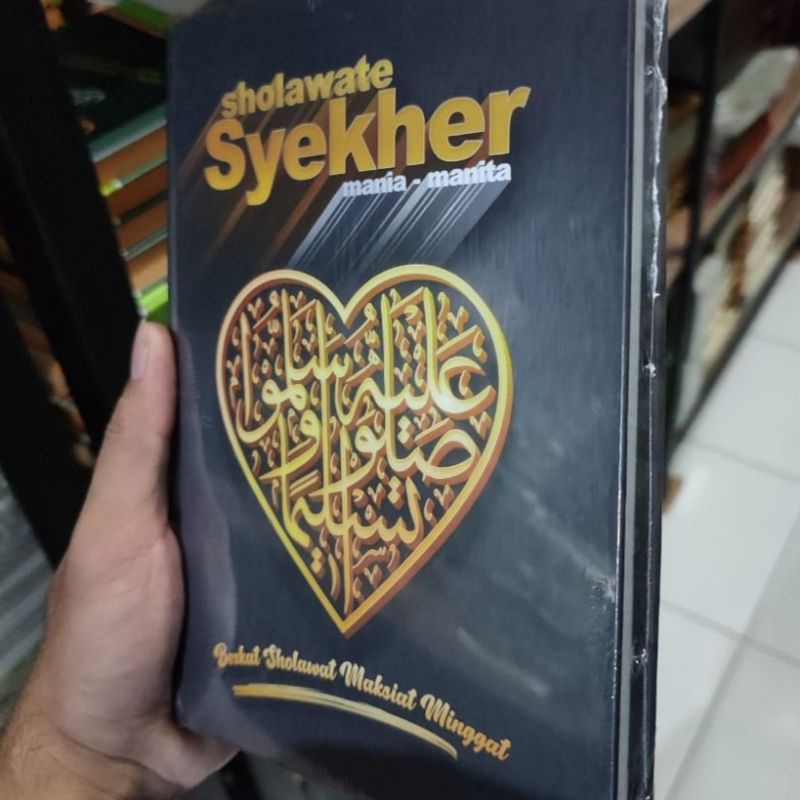 sholawate
Syekher
mania - manita
صلوا عليه وسلموا تسليما
Berkat Sholawat Maksiat Minggat